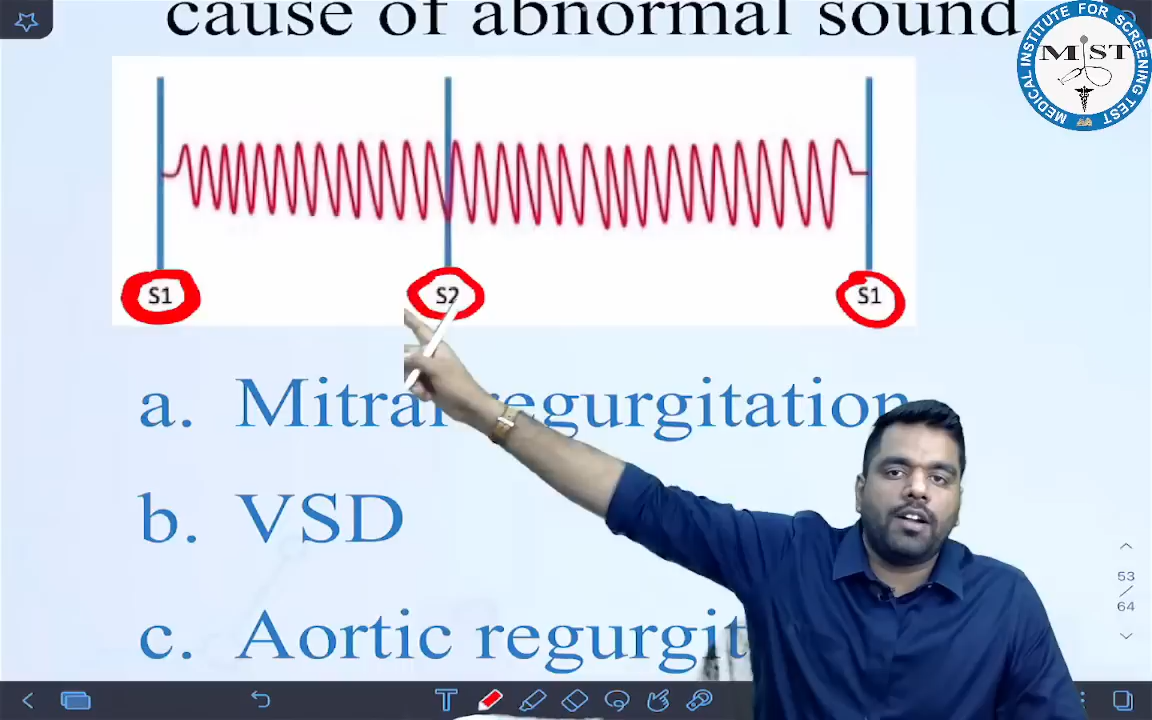 cause of abnormal sound
MEDICAL INSTITUTE FOR SCREENING TEST
MIST
S1 S2 S1
a. Mitral regurgitation
b. VSD
c. Aortic regurgit
53
/
64
T